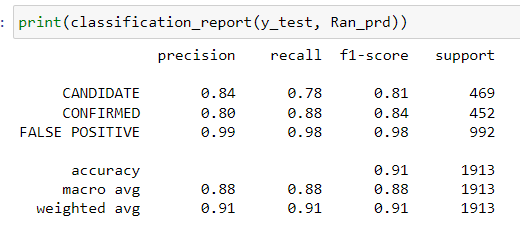 : print(classification_report(y_test, Ran_prd))
precision recall f1-score support
CANDIDATE 0.84 0.78 0.81 469
CONFIRMED 0.80 0.88 0.84 452
FALSE POSITIVE 0.99 0.98 0.98 992
accuracy 0.91 1913
macro avg 0.88 0.88 0.88 1913
weighted avg 0.91 0.91 0.91 1913